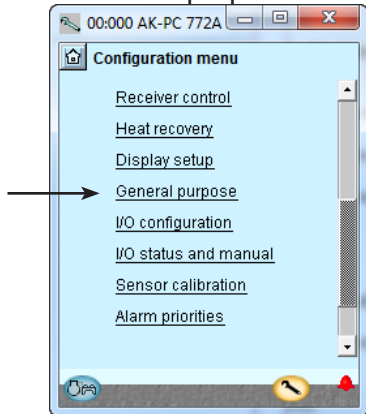 00:000 AK-PC 772A
Configuration menu
Receiver control
Heat recovery
Display setup
General purpose
I/O configuration
I/O status and manual
Sensor calibration
Alarm priorities